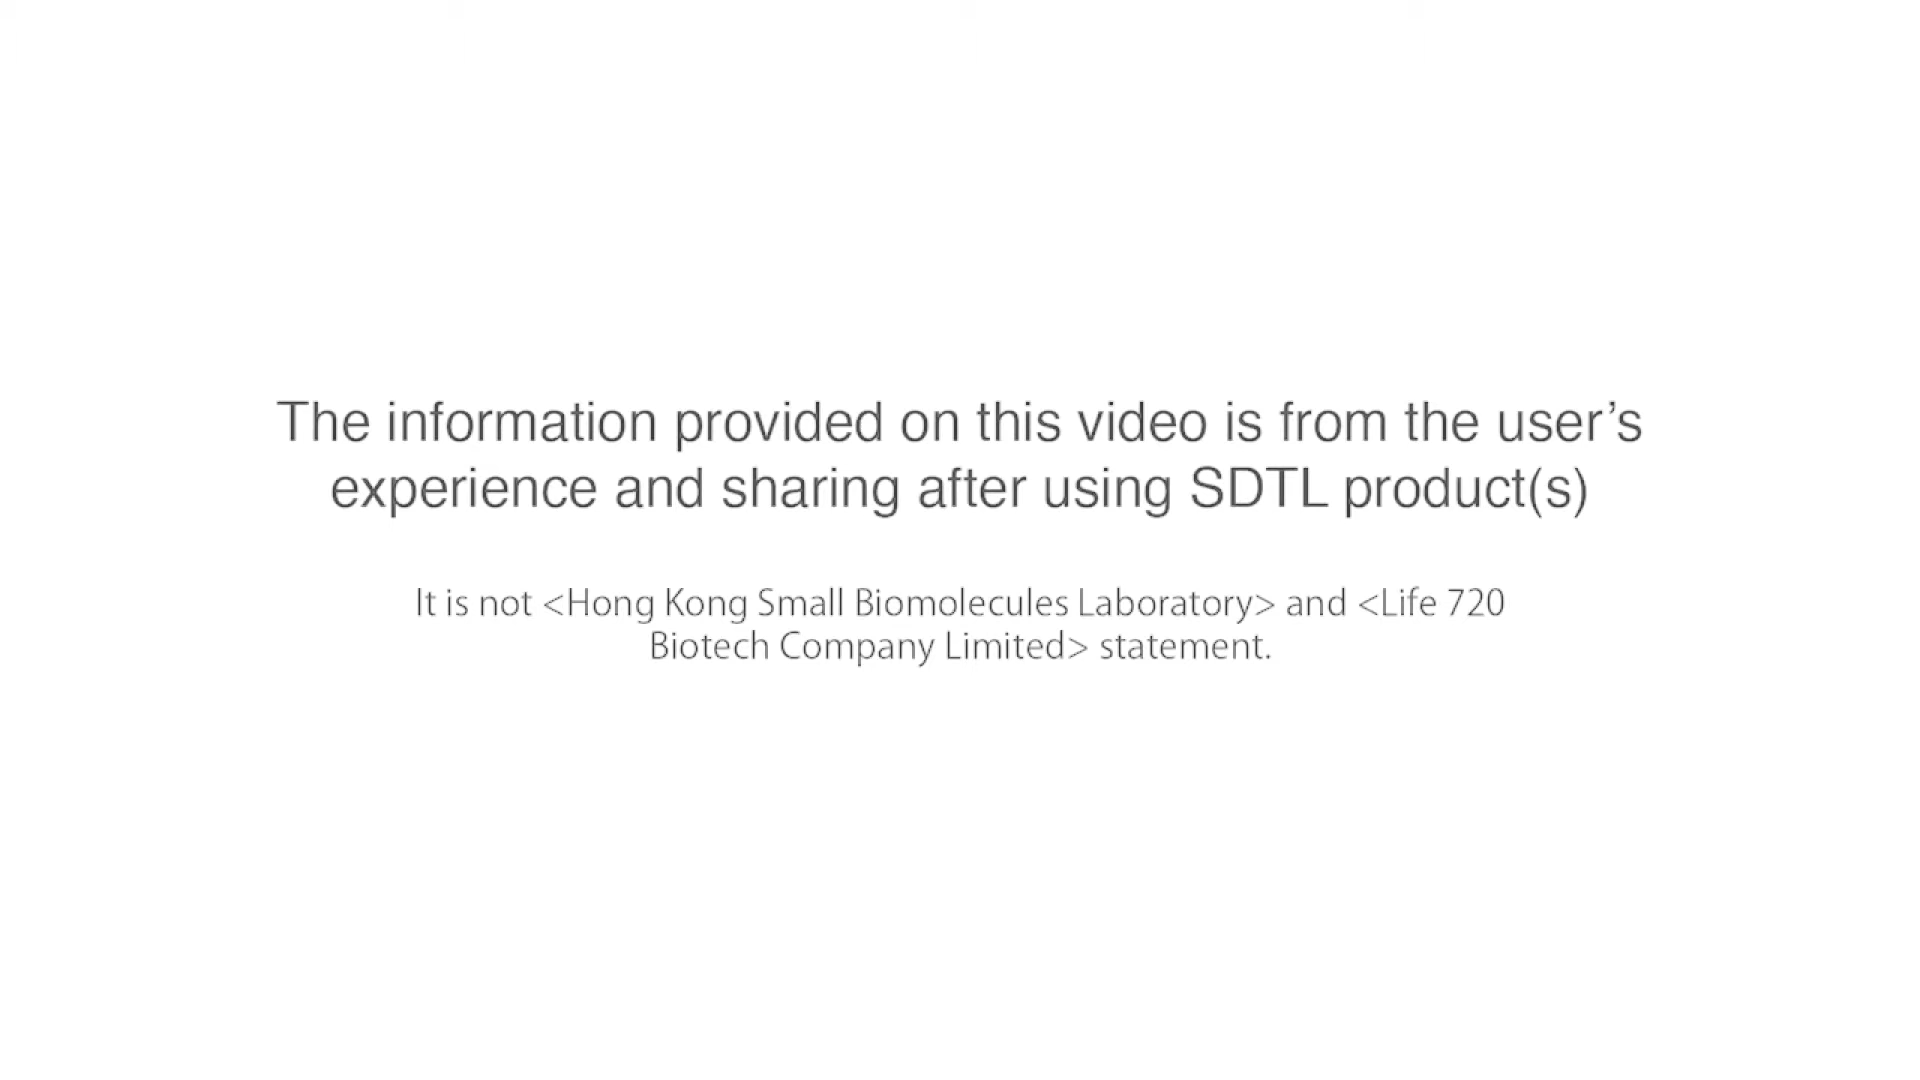 The information provided on this video is from the user’s
experience and sharing after using SDTL product(s)
It is not <Hong Kong Small Biomolecules Laboratory> and <Life 720
Biotech Company Limited> statement.